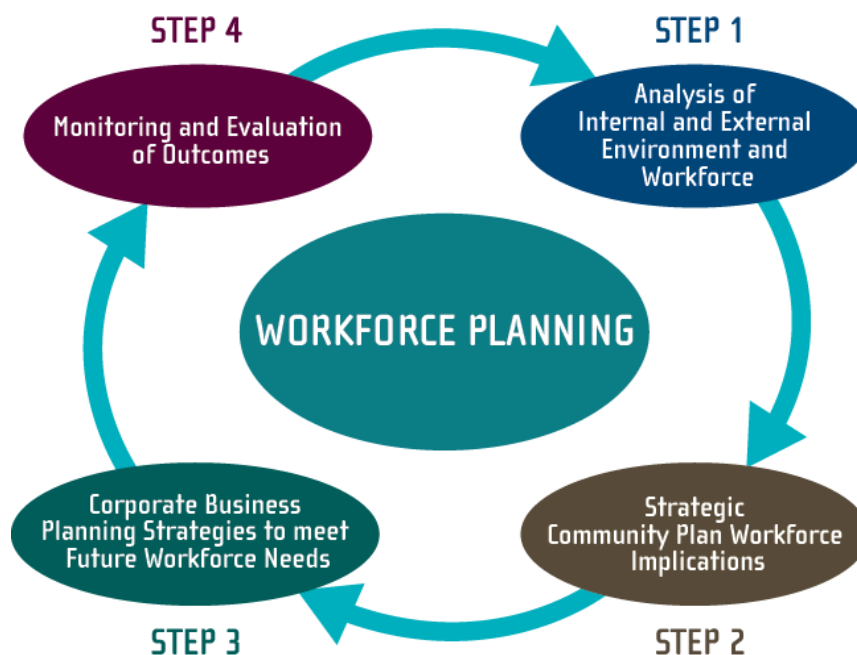 STEP 4
Monitoring and Evaluation
of Outcomes
STEP 1
Analysis of
Internal and External
Environment and
Workforce
WORKFORCE PLANNING
Corporate Business
Planning Strategies to meet
Future Workforce Needs
STEP 3
Strategic
Community Plan Workforce
Implications
STEP 2